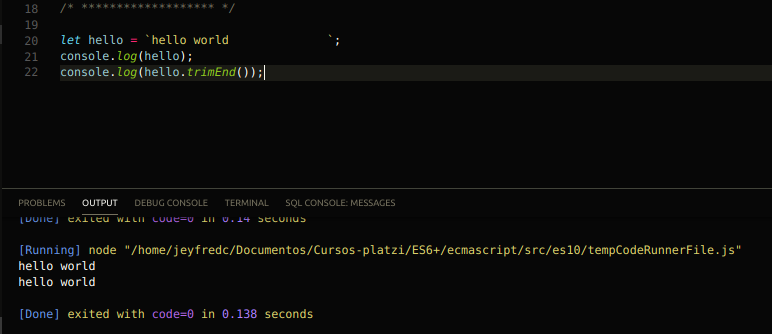 18 /* ******************* */
19
20 let hello = `hello world              `;
21 console.log(hello);
22 console.log(hello.trimEnd());
PROBLEMS OUTPUT DEBUG CONSOLE TERMINAL SQL CONSOLE: MESSAGES
[Done] exited with code=0 in 0.14 seconds
[Running] node "/home/jeyfredc/Documentos/Cursos-platzi/ES6+/ecmascript/src/es10/tempCodeRunnerFile.js"
hello world
hello world
[Done] exited with code=0 in 0.138 seconds